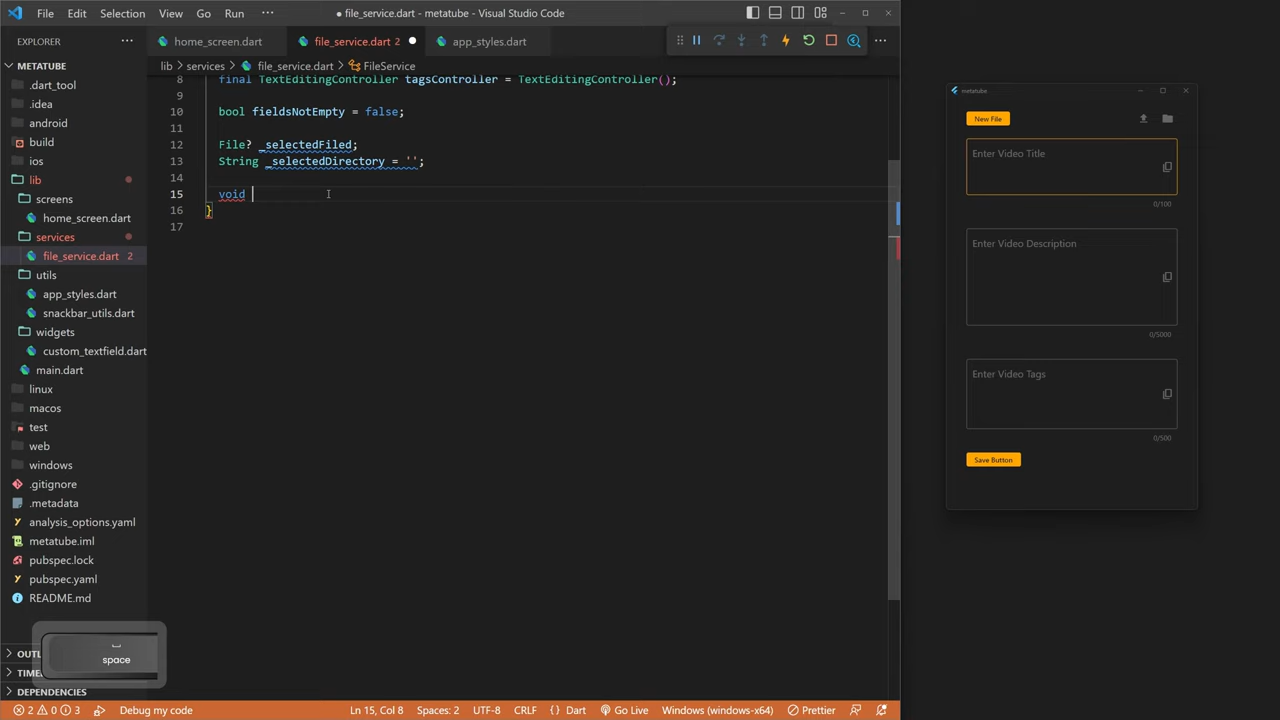 File Edit Selection View Go Run ··· ● file_service.dart - metatube - Visual Studio Code
EXPLORER ···
home_screen.dart file_service.dart 2 app_styles.dart
METATUBE
lib > services > file_service.dart > FileService
.dart_tool
.idea
android
build
ios
lib
screens
home_screen.dart
services
file_service.dart 2
utils
app_styles.dart
snackbar_utils.dart
widgets
custom_textfield.dart
main.dart
linux
macos
test
web
windows
.gitignore
.metadata
analysis_options.yaml
metatube.iml
pubspec.lock
pubspec.yaml
README.md
OUTL
TIME
DEPENDENCIES
8 final TextEditingController tagsController = TextEditingController();
9
10 bool fieldsNotEmpty = false;
11
12 File? _selectedFiled;
13 String _selectedDirectory = '';
14
15 void
16 }
17
space
2 0 3 Debug my code Ln 15, Col 8 Spaces: 2 UTF-8 CRLF {} Dart Go Live Windows (windows-x64) Prettier
metatube
New File
Enter Video Title
0/100
Enter Video Description
0/5000
Enter Video Tags
0/500
Save Button